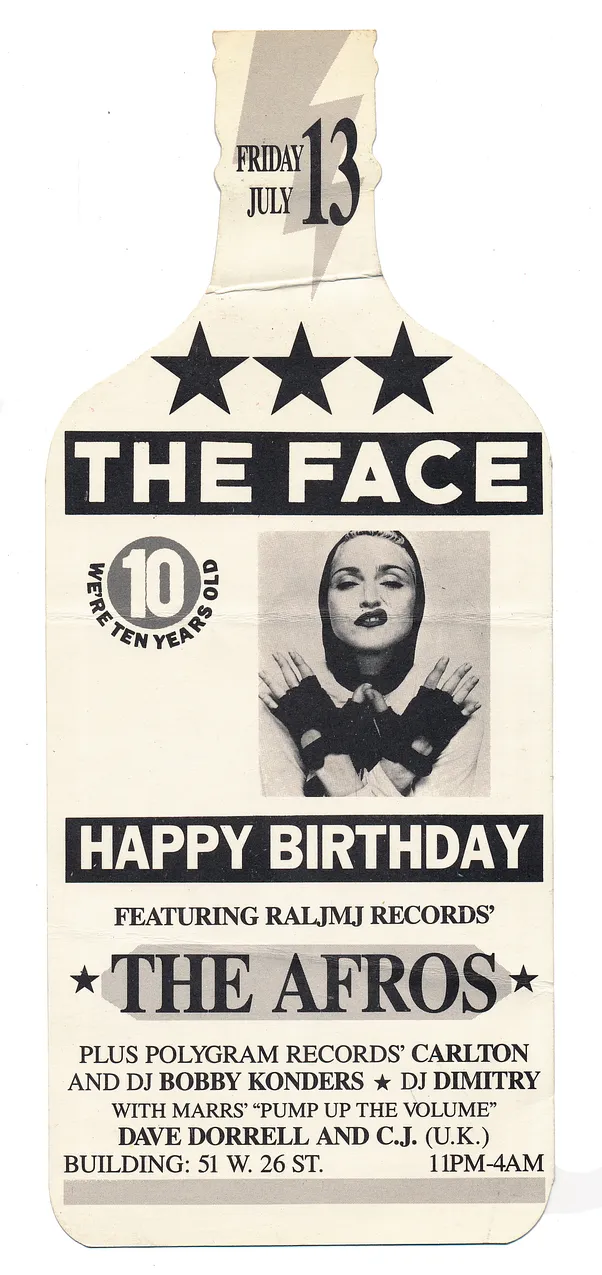 FRIDAY
JULY
13
THE FACE
10
WE'RE TEN YEARS OLD
HAPPY BIRTHDAY
FEATURING RALJMJ RECORDS'
THE AFROS
PLUS POLYGRAM RECORDS' CARLTON
AND DJ BOBBY KONDERS ★ DJ DIMITRY
WITH MARRS' “PUMP UP THE VOLUME”
DAVE DORRELL AND C.J. (U.K.)
BUILDING: 51 W. 26 ST. 11PM-4AM